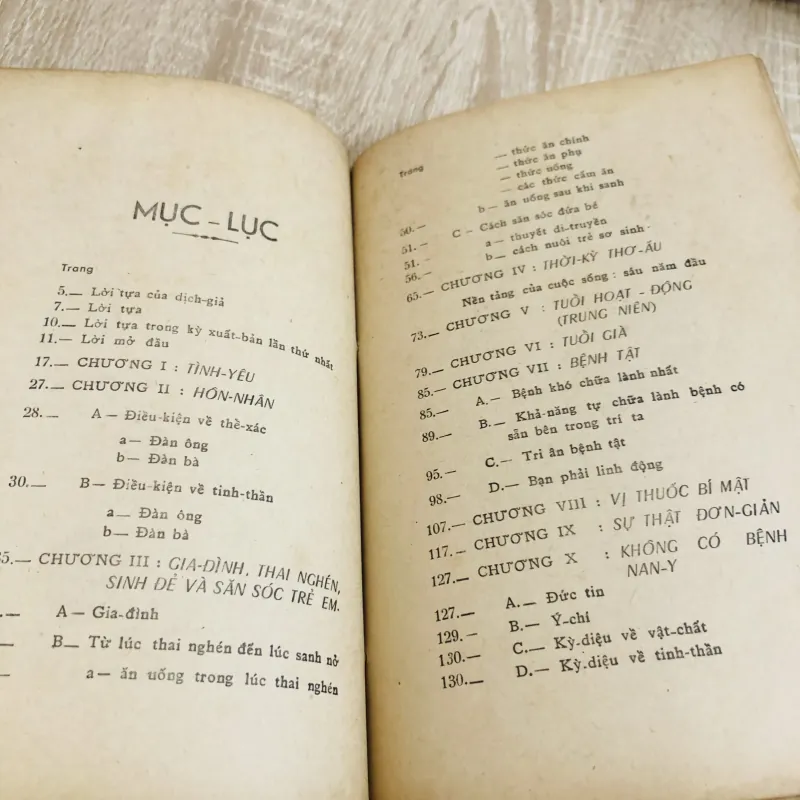 MỤC _ LỤC
Trang
5.— Lời tựa của dịch-giả
7.— Lời tựa
10.— Lời tựa trong kỳ xuất-bản lần thứ nhất
11.— Lời mở đầu
17.— CHƯƠNG I : TÌNH-YÊU
27.— CHƯƠNG II : HÔN-NHÂN
28.— A — Điều-kiện về thể-xác
a— Đàn ông
b— Đàn bà
30.— B— Điều-kiện về tinh-thần
a— Đàn ông
b— Đàn bà
35.— CHƯƠNG III : GIA-ĐÌNH, THAI NGHÉN,
SINH ĐẺ VÀ SĂN SÓC TRẺ EM.
.— A — Gia-đình
— B— Từ lúc thai nghén đến lúc sanh nở
— a— ăn uống trong lúc thai nghén
Trang
— thức ăn chính
— thức ăn phụ
— thức uống
— các thức cấm ăn
50.— b— ăn uống sau khi sanh
51.— C — Cách săn sóc đứa bé
51.— a— thuyết di-truyền
56.— b— cách nuôi trẻ sơ sinh
65.— CHƯƠNG IV : THỜI-KỲ THƠ-ẤU
Nền tảng của cuộc sống : sáu năm đầu
73.— CHƯƠNG V : TUỔI HOẠT - ĐỘNG
(TRUNG NIÊN)
79.— CHƯƠNG VI : TUỔI GIÀ
85.— CHƯƠNG VII : BỆNH TẬT
85.— A.— Bệnh khó chữa lành nhất
89.— B.— Khả-năng tự chữa lành bệnh có
sẵn bên trong tri ta
95.— C.— Tri ân bệnh tật
98.— D.— Bạn phải linh động
107.— CHƯƠNG VIII : VỊ THUỐC BÍ MẬT
117.— CHƯƠNG IX : SỰ THẬT ĐƠN-GIẢN
127.— CHƯƠNG X : KHÔNG CÓ BỆNH
NAN-Y
127.— A.— Đức tin
129.— B.— Ý-chí
130.— C.— Kỳ-diệu về vật-chất
130.— D.— Kỳ-diệu về tinh-thần